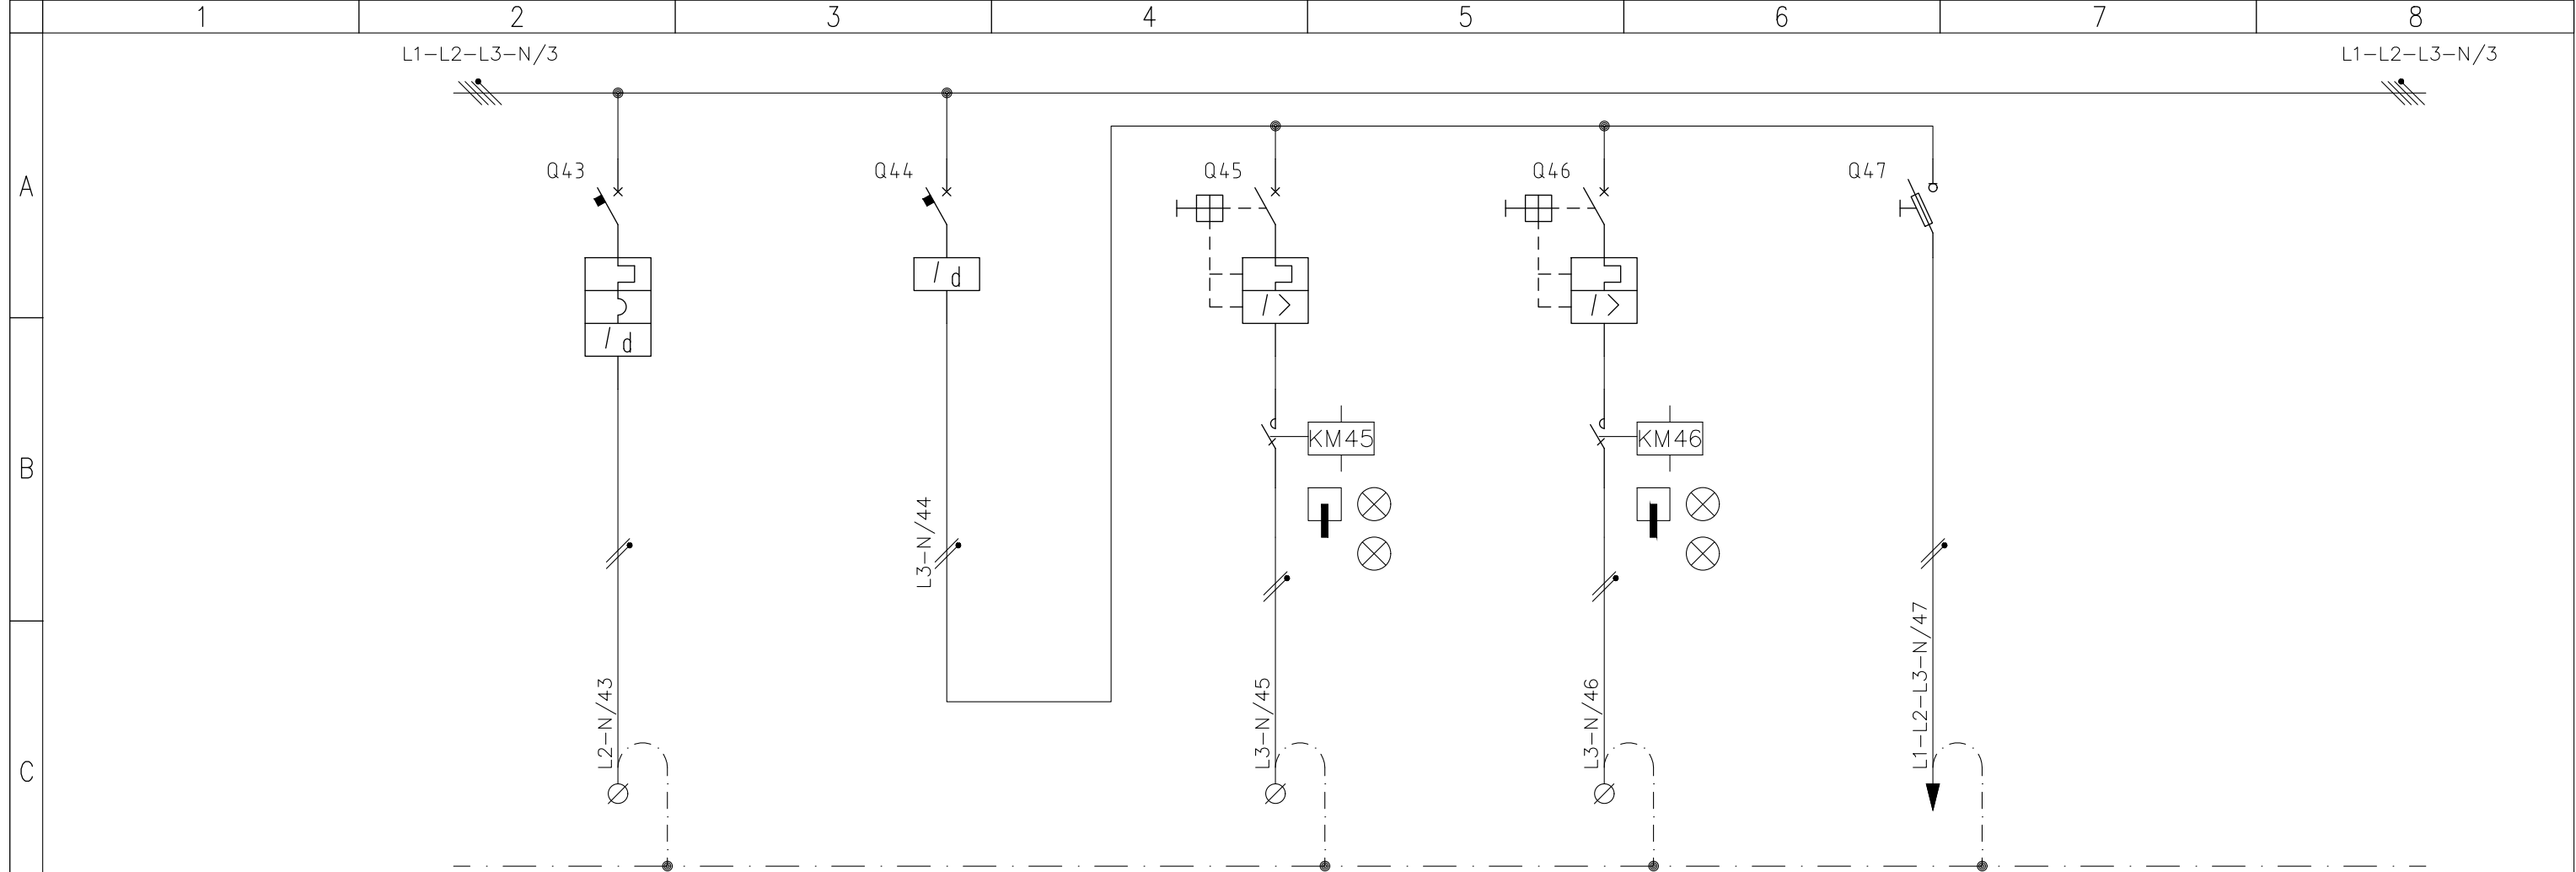 1 2 3 4 5 6 7 8
L1-L2-L3-N/3 L1-L2-L3-N/3
A
Q43 Q44 Q45 Q46 Q47
I d
I >
I >
I d
B
KM45 KM46
L3-N/44
C
L2-N/43
L3-N/45
L3-N/46
L1-L2-L3-N/47